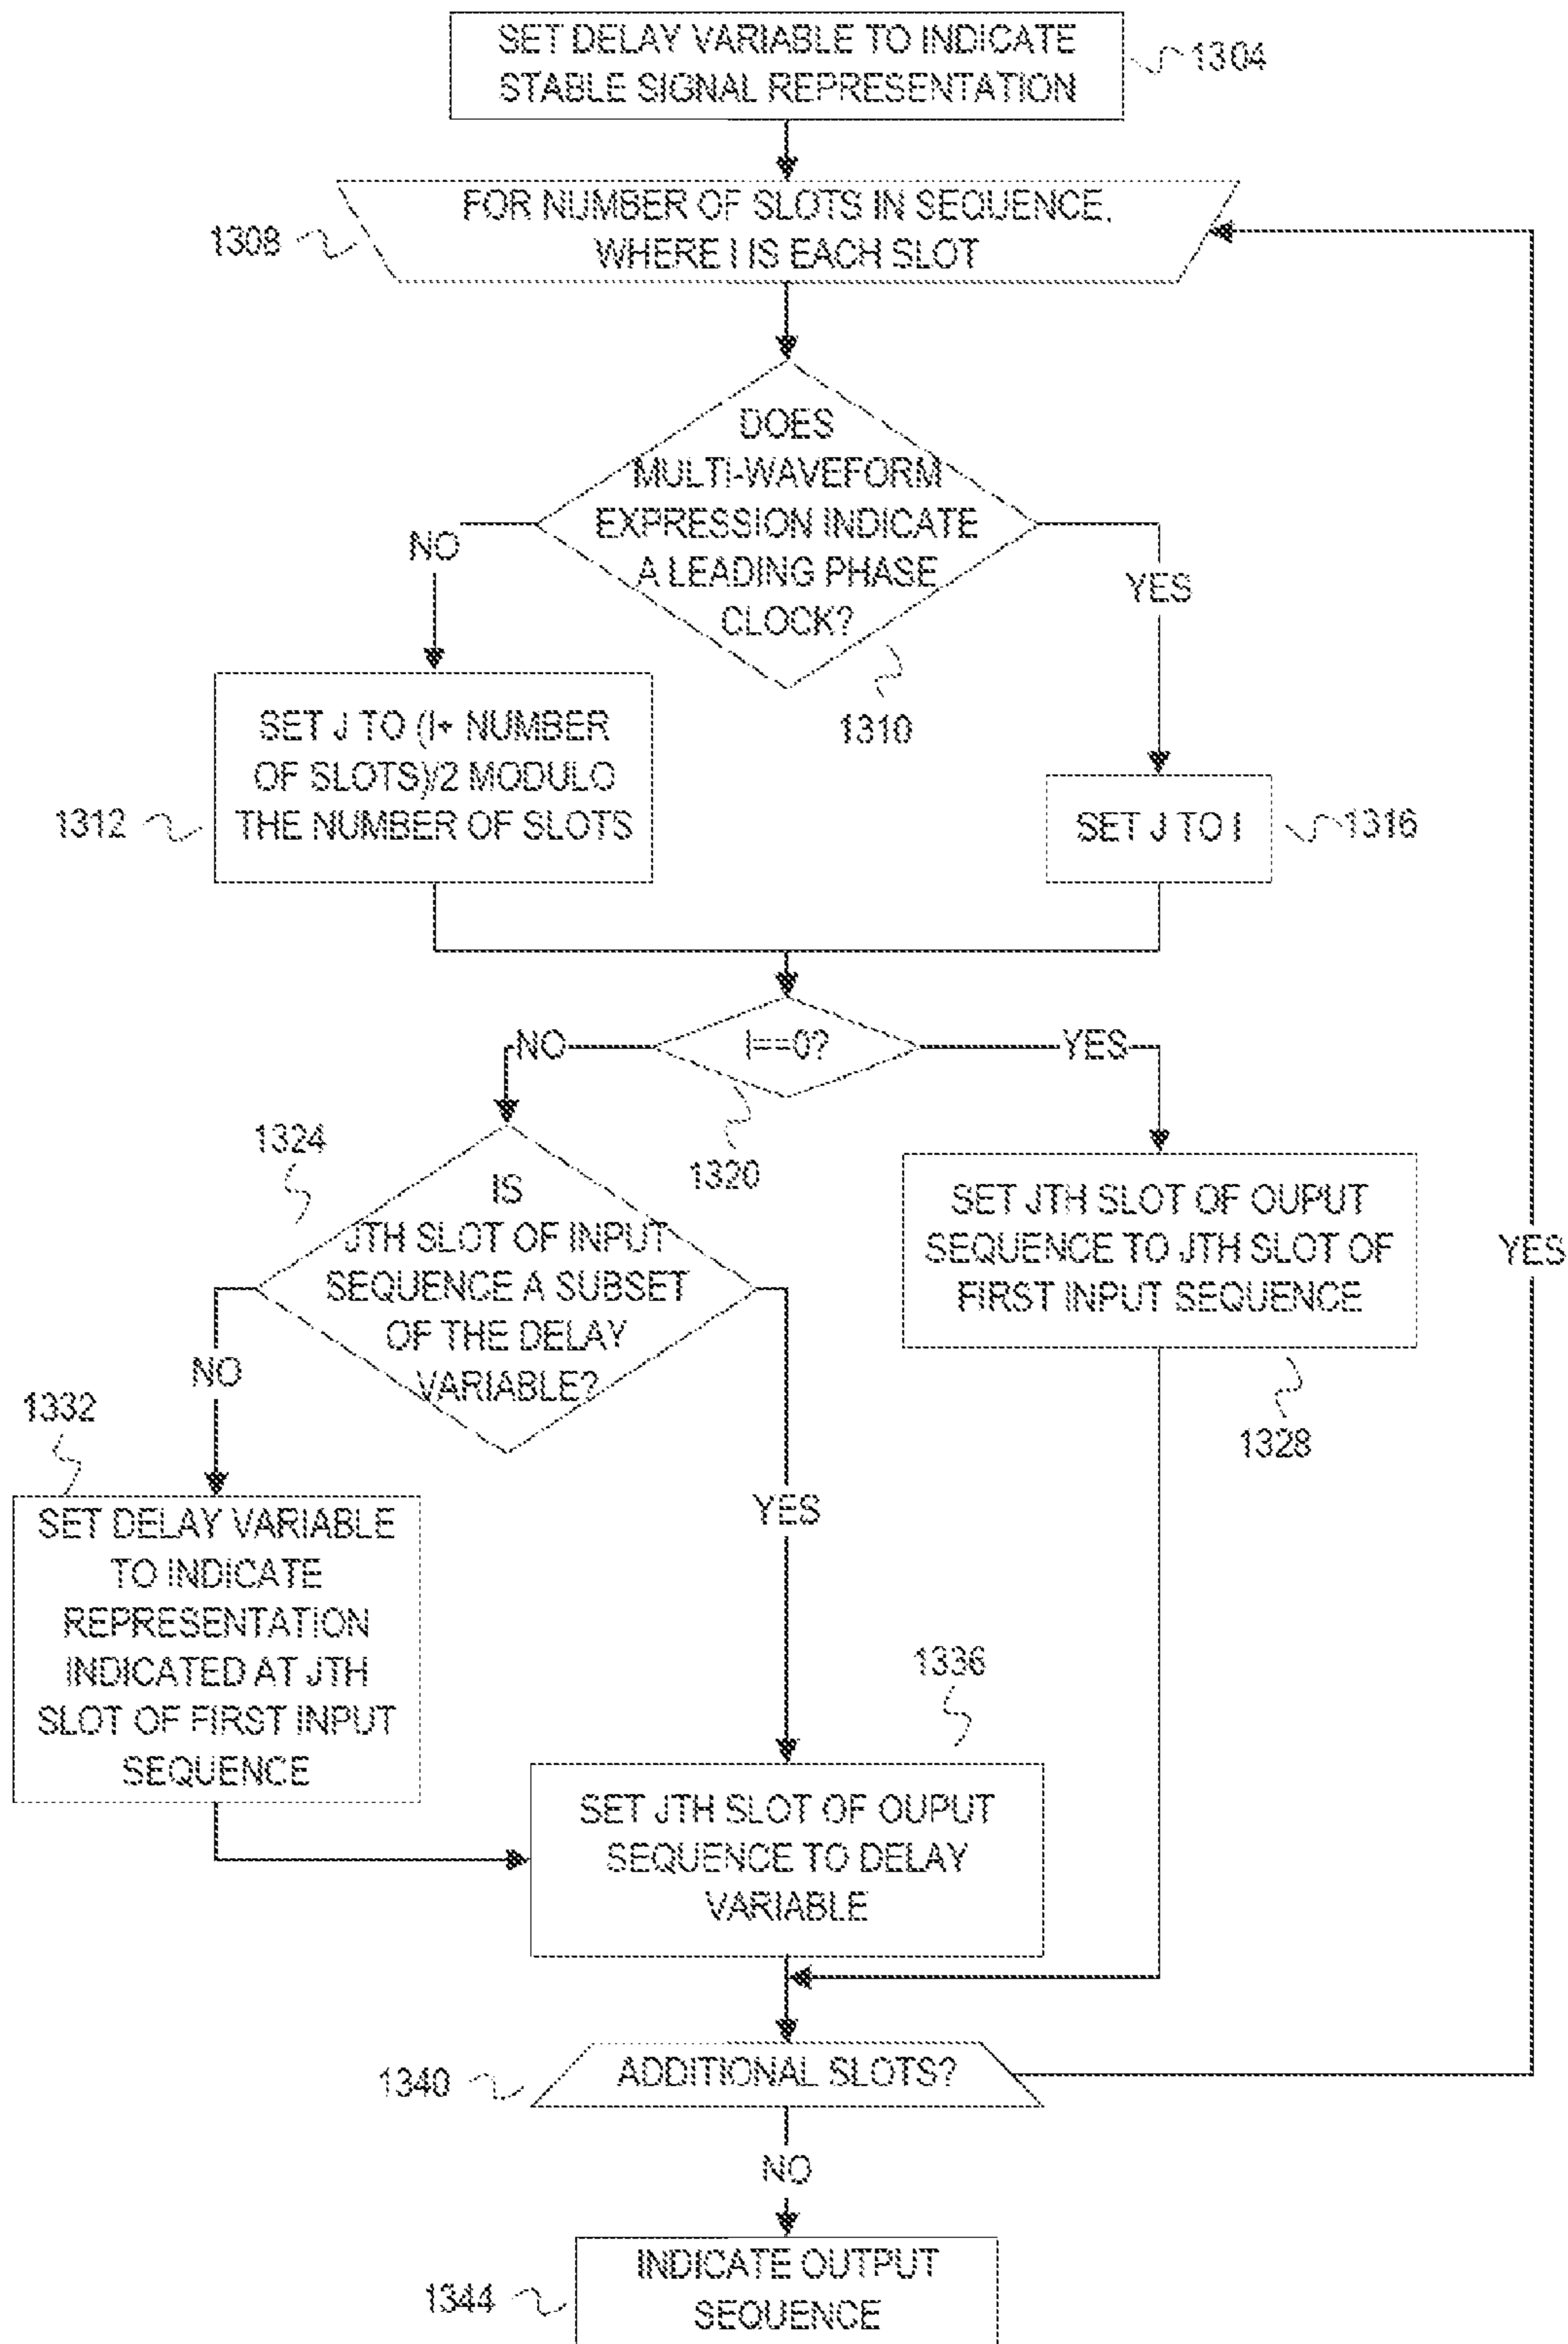 SET DELAY VARIABLE TO INDICATE
STABLE SIGNAL REPRESENTATION
1304
FOR NUMBER OF SLOTS IN SEQUENCE,
WHERE I IS EACH SLOT
1308
DOES
MULTI-WAVEFORM
EXPRESSION INDICATE
A LEADING PHASE
CLOCK?
1310
NO
YES
SET J TO (I+ NUMBER
OF SLOTS)/2 MODULO
THE NUMBER OF SLOTS
1312
SET J TO I
1316
I==0?
1320
NO
YES
1324
IS
JTH SLOT OF INPUT
SEQUENCE A SUBSET
OF THE DELAY
VARIABLE?
SET JTH SLOT OF OUPUT
SEQUENCE TO JTH SLOT OF
FIRST INPUT SEQUENCE
1328
YES
NO
YES
1332
SET DELAY VARIABLE
TO INDICATE
REPRESENTATION
INDICATED AT JTH
SLOT OF FIRST INPUT
SEQUENCE
1336
SET JTH SLOT OF OUPUT
SEQUENCE TO DELAY
VARIABLE
1340
ADDITIONAL SLOTS?
NO
1344
INDICATE OUTPUT
SEQUENCE